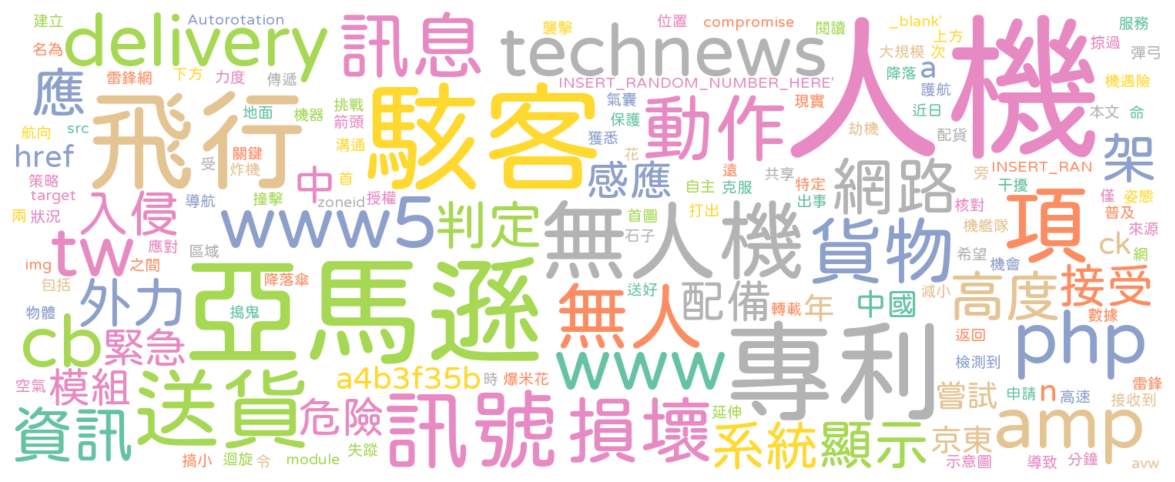 建立 Autorotation 訊息 襲擊 位置 compromise 閱讀 _blank' 服務
delivery technews 人機 上方
名為 大規模 次 掠過 彈弓
雷鋒網 下方 力度 傳遞 INSERT_RANDOM_NUMBER_HERE' 降落 a 機遇險
應 飛行 駭客 氣囊 動作 現實 護航
地面 機器 挑戰 保護 近日 本文 命
航向 src 箭頭 獲悉 劫機 配貨
href 關鍵 溝通 花 架
受 炸機 感應 遠 共享 網路 旁 INSERT_RAN
策略 中 首 自主 克服 特定 干擾
target 入侵 導航 撞擊 zoneid 授權 打出 出事 核對 僅 姿態
兩 狀況 www5 判定 無人機 首圖 貨物 機艦隊 項 普及 來源
tw 應對 區域 石子 希望 ck 網
img 之間 亞馬遜 機會
包括 外力 降落傘 送好 配備 減小 高度 接受
物體 搗鬼 無人 轉載 年 中國 數據
cb 緊急 專利 返回 php
www 檢測到
空氣 模組 送貨 a4b3f35b 時 爆米花 嘗試 申請 n 高速 雷鋒
接收到
資訊 危險 訊號 損壞 延伸 系統 顯示 京東 amp
失蹤
搞小 迴旋 令 module 示意圖 導致 分鐘 avw